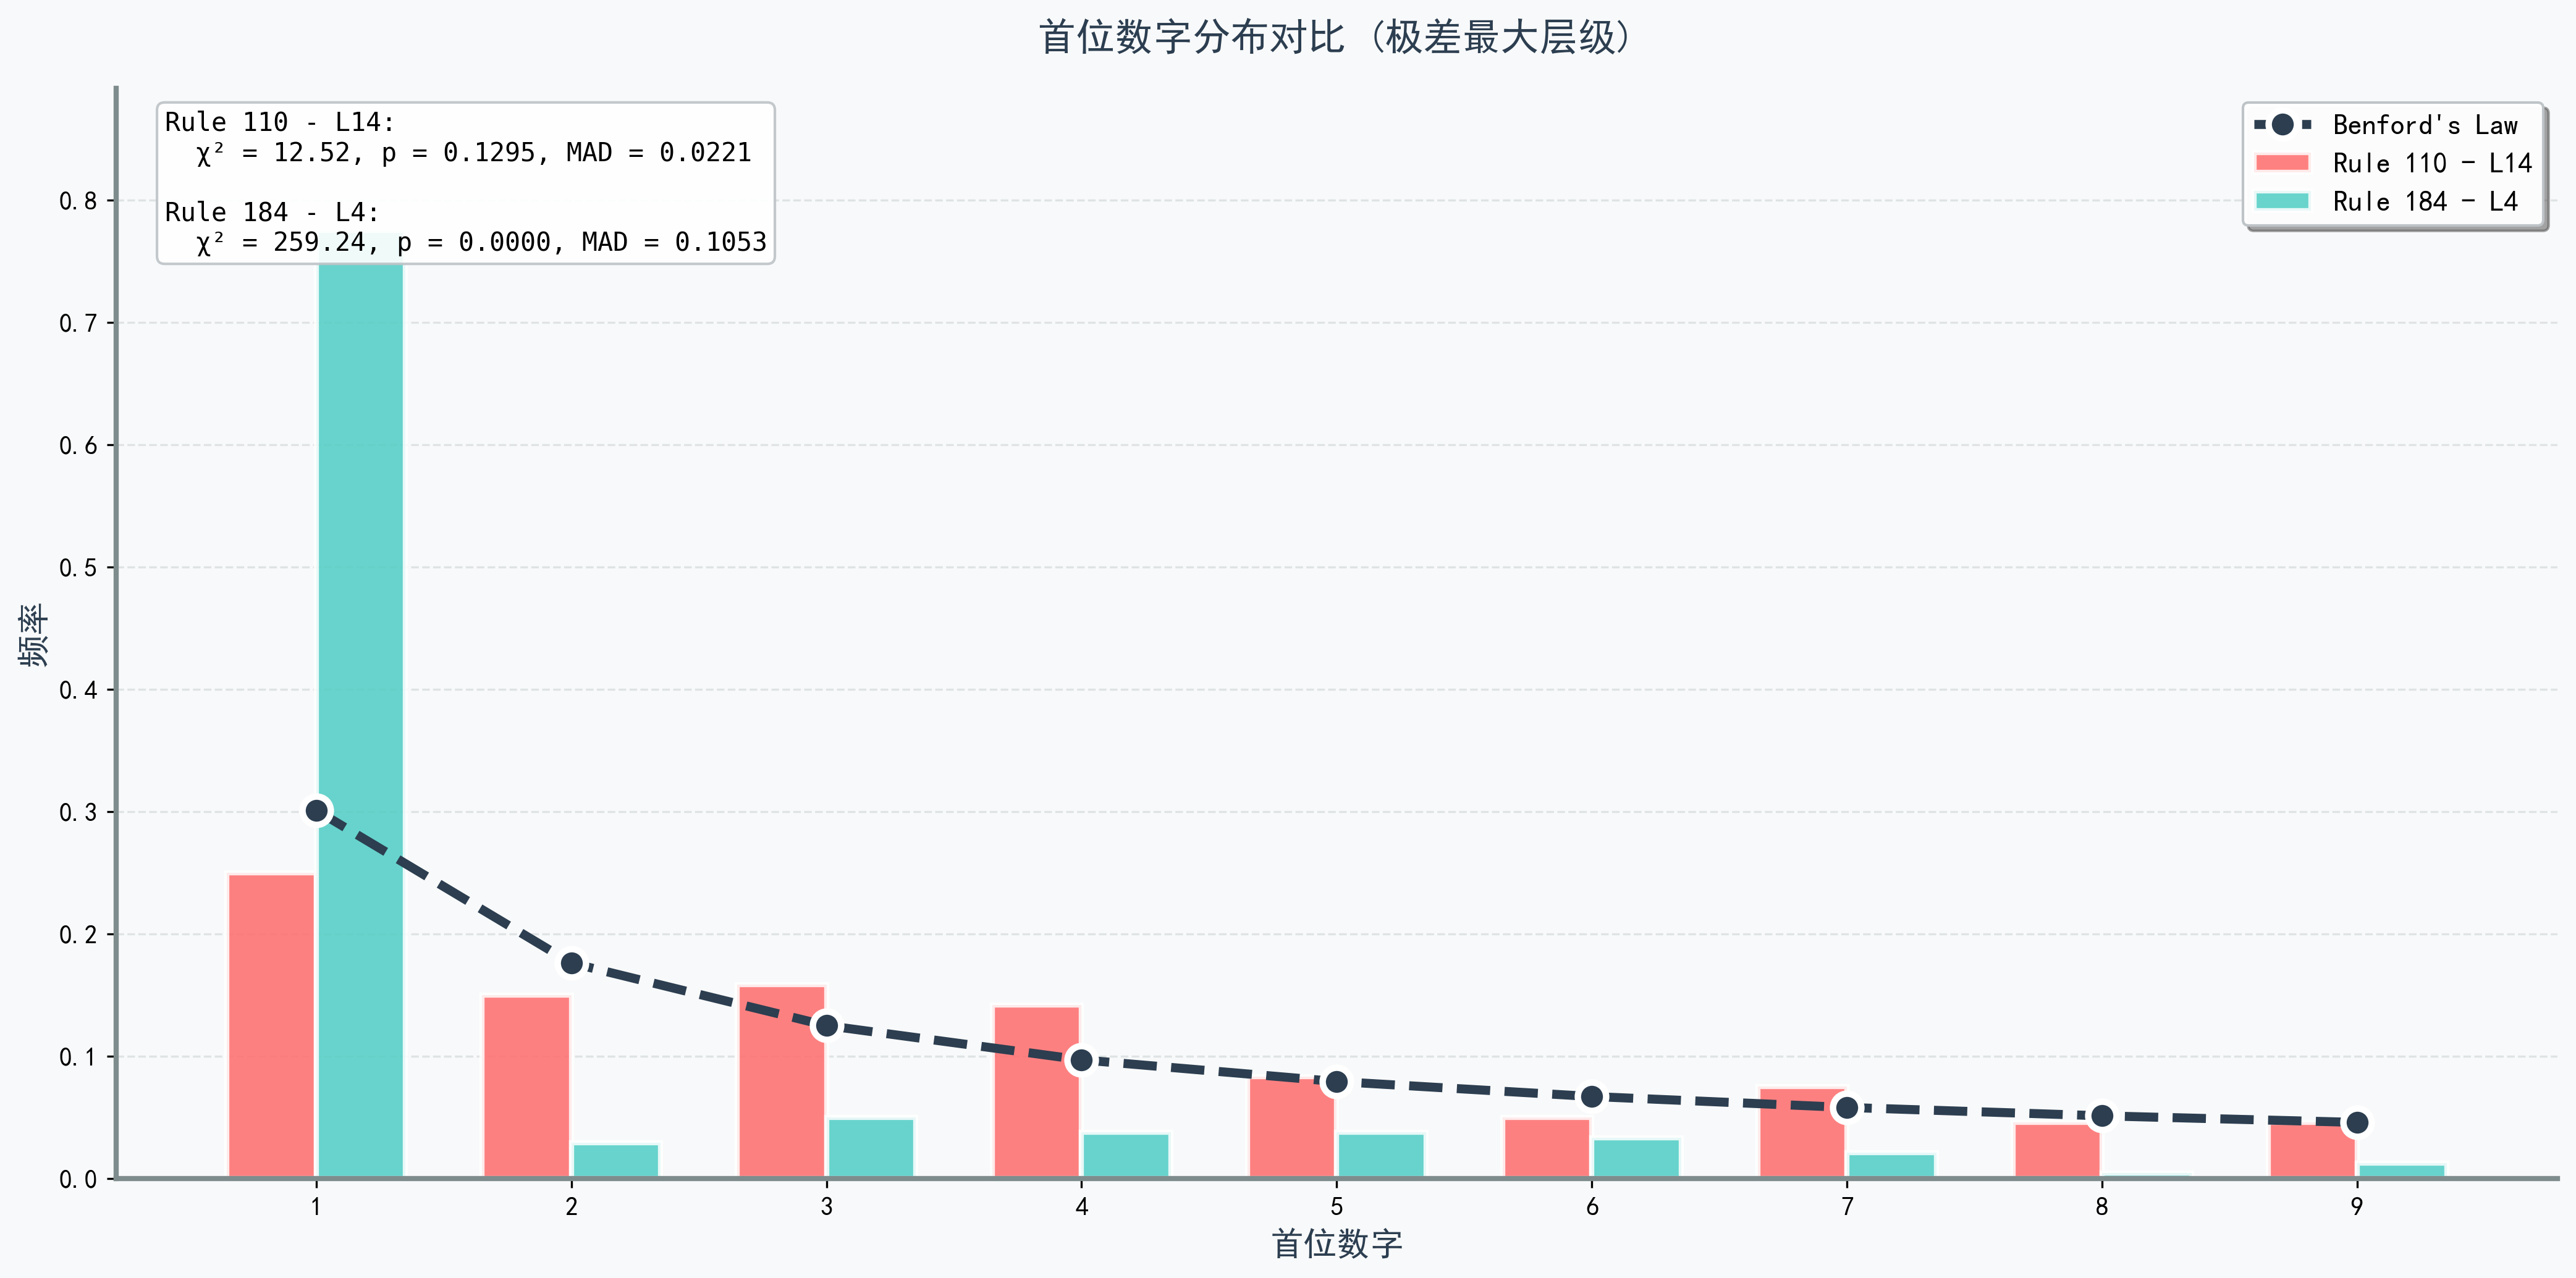 首位数字分布对比 (极差最大层级)
Rule 110 - L14:
χ² = 12.52, p = 0.1295, MAD = 0.0221
Rule 184 - L4:
χ² = 259.24, p = 0.0000, MAD = 0.1053
Benford's Law
Rule 110 - L14
Rule 184 - L4
频率
0.8
0.7
0.6
0.5
0.4
0.3
0.2
0.1
0.0
1 2 3 4 5 6 7 8 9
首位数字